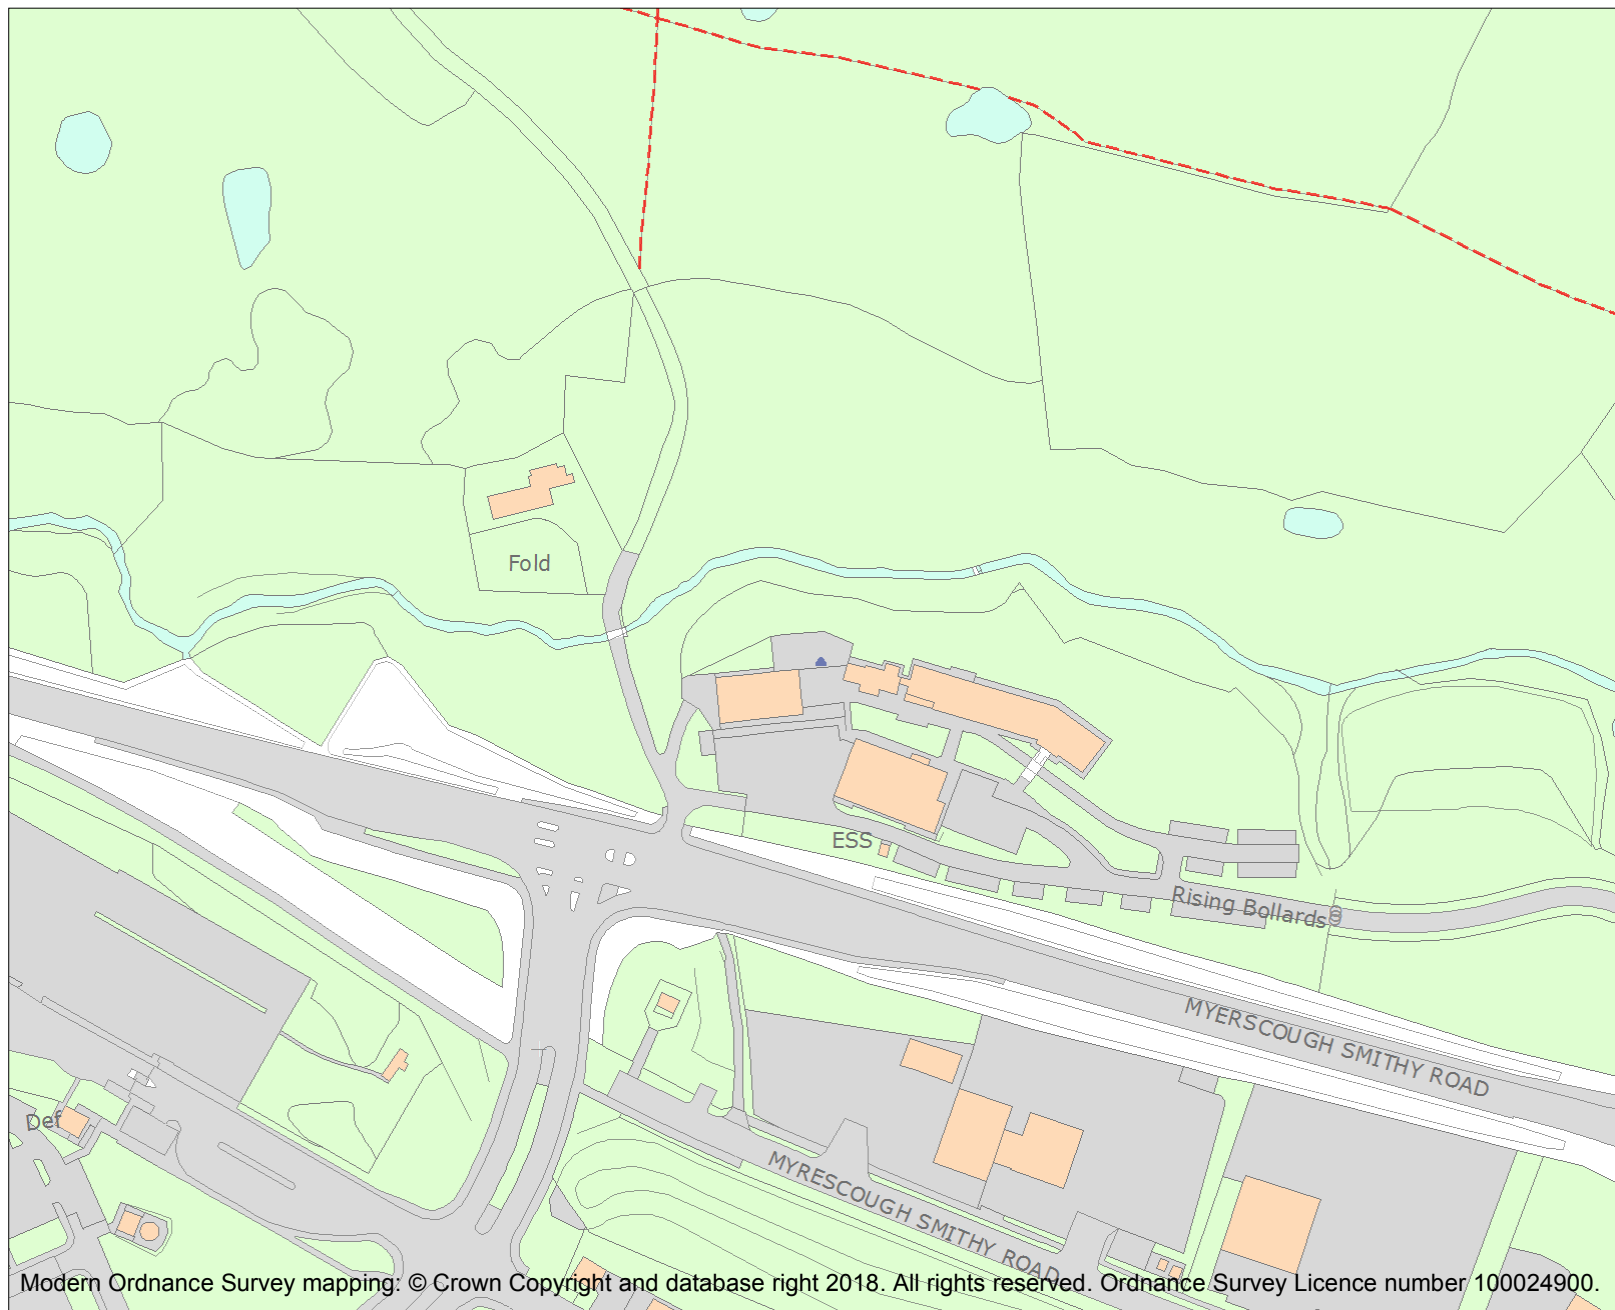 Fold
ESS
Rising Bollards
MYERSCOUGH SMITHY ROAD
Def
MYRESCOUGH SMITHY ROAD
Modern Ordnance Survey mapping: © Crown Copyright and database right 2018. All rights reserved. Ordnance Survey Licence number 100024900.